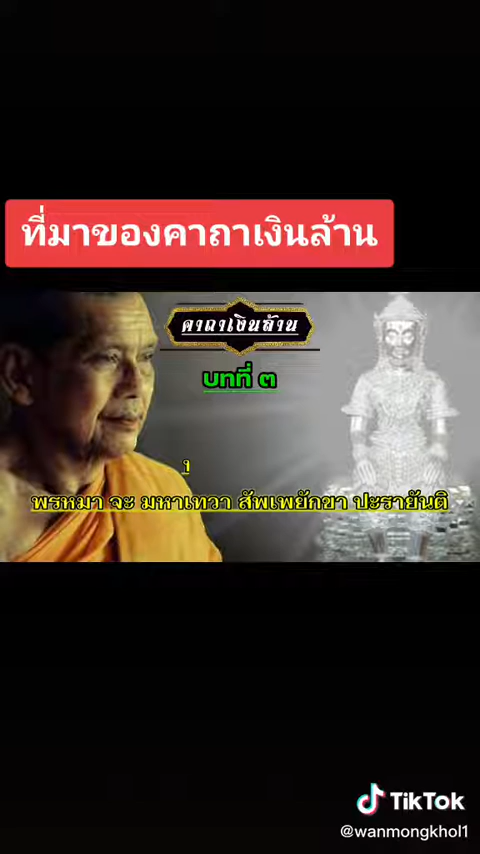 ที่มาของคาถาเงินล้าน
คาถาเงินล้าน
บทที่ ๓
ๅ
พรหมา จะ มหาเทวา สัพเพยักขา ปะรายันติ
TikTok
@wanmongkhol1